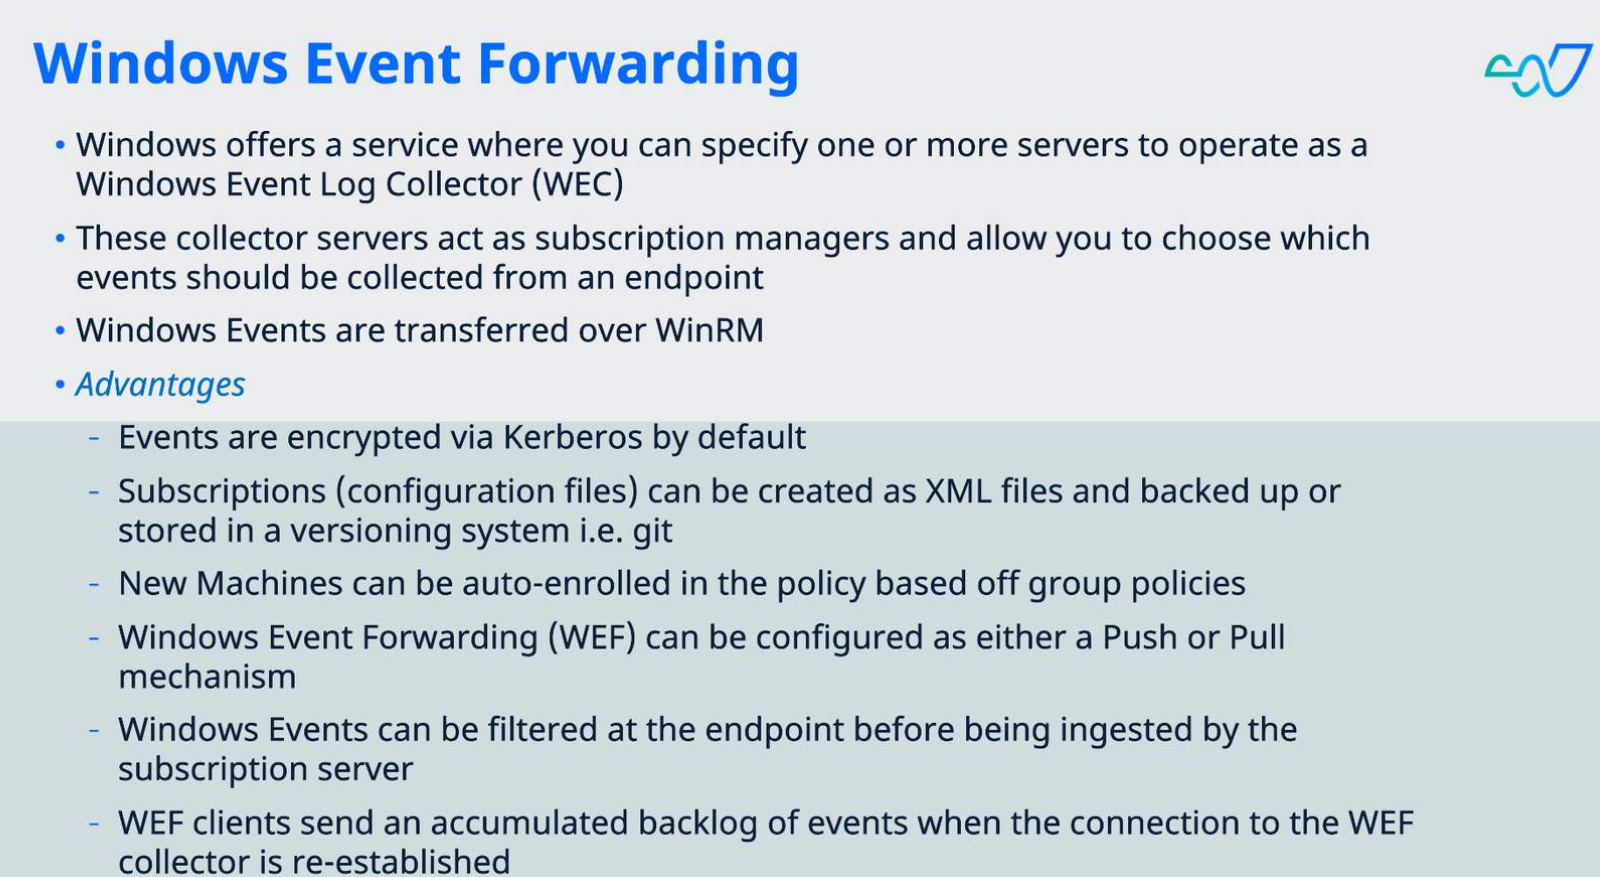 Windows Event Forwarding
• Windows offers a service where you can specify one or more servers to operate as a
Windows Event Log Collector (WEC)
• These collector servers act as subscription managers and allow you to choose which
events should be collected from an endpoint
• Windows Events are transferred over WinRM
• Advantages
- Events are encrypted via Kerberos by default
- Subscriptions (configuration files) can be created as XML files and backed up or
stored in a versioning system i.e. git
- New Machines can be auto-enrolled in the policy based off group policies
- Windows Event Forwarding (WEF) can be configured as either a Push or Pull
mechanism
- Windows Events can be filtered at the endpoint before being ingested by the
subscription server
- WEF clients send an accumulated backlog of events when the connection to the WEF
collector is re-established